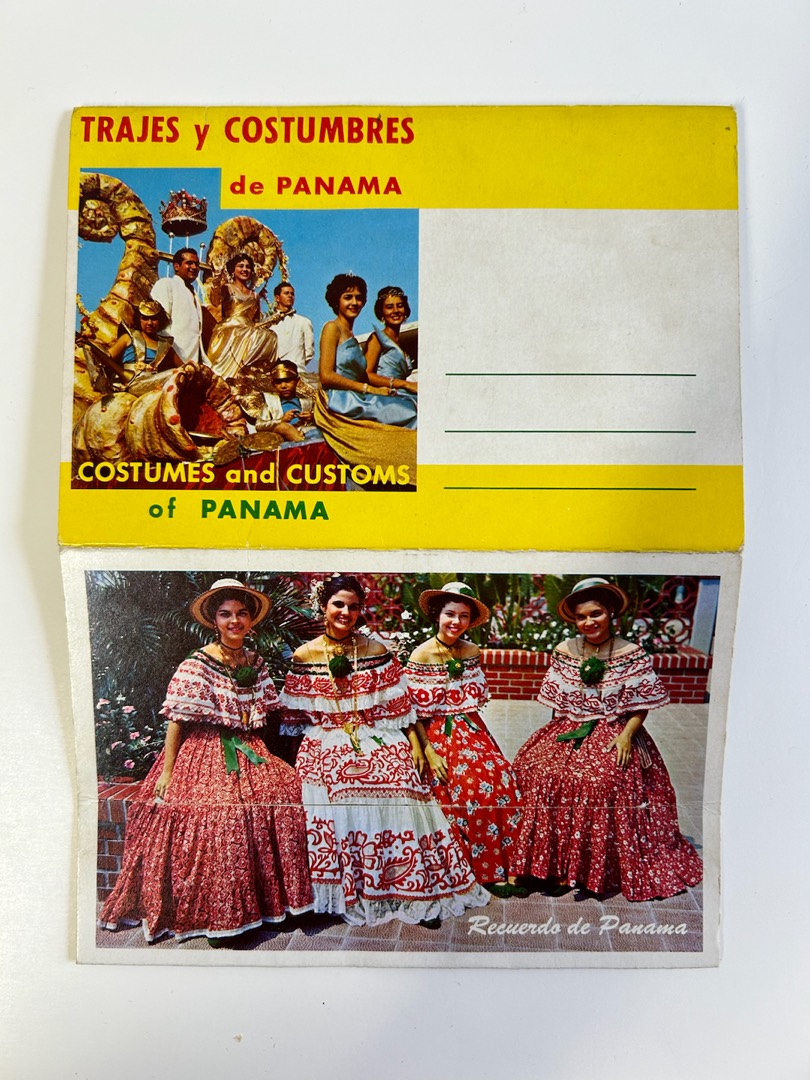 TRAJES y COSTUMBRES
de PANAMA
COSTUMES and CUSTOMS
of PANAMA
Recuerdo de Panama